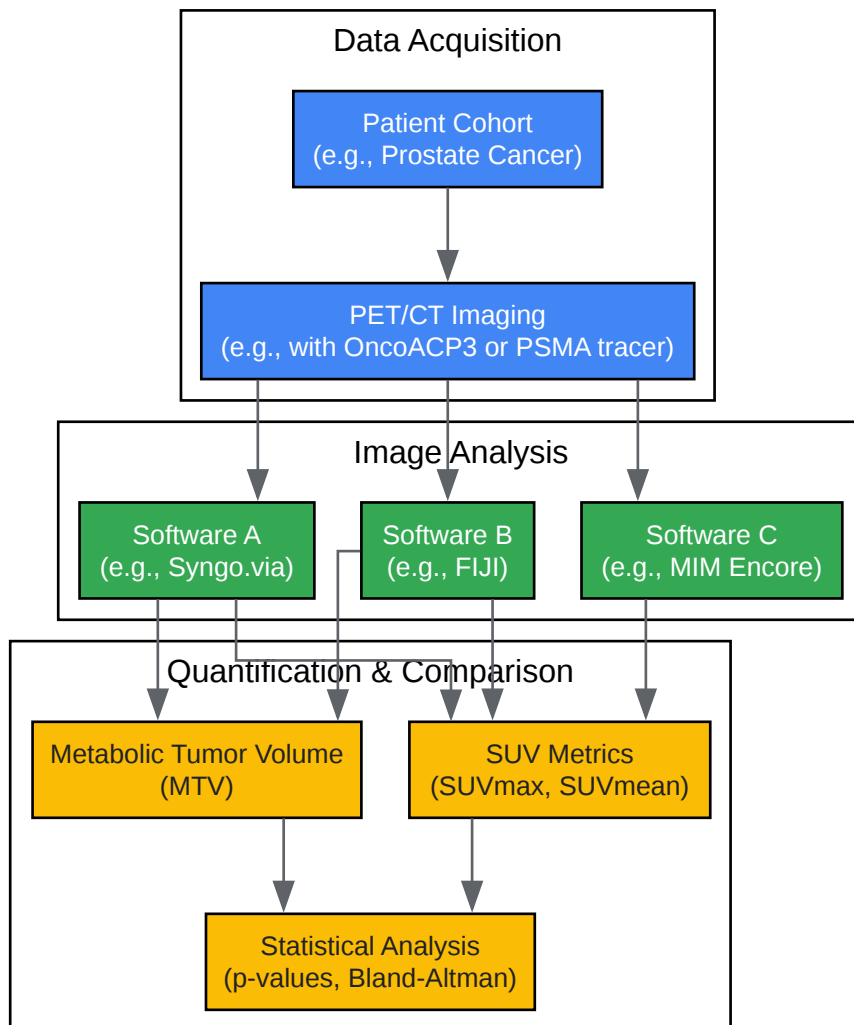 Data Acquisition
Patient Cohort
(e.g., Prostate Cancer)
PET/CT Imaging
(e.g., with OncoACP3 or PSMA tracer)
Image Analysis
Software A
(e.g., Syngo.via)
Software B
(e.g., FIJI)
Software C
(e.g., MIM Encore)
Quantification & Comparison
Metabolic Tumor Volume
(MTV)
SUV Metrics
(SUVmax, SUVmean)
Statistical Analysis
(p-values, Bland-Altman)